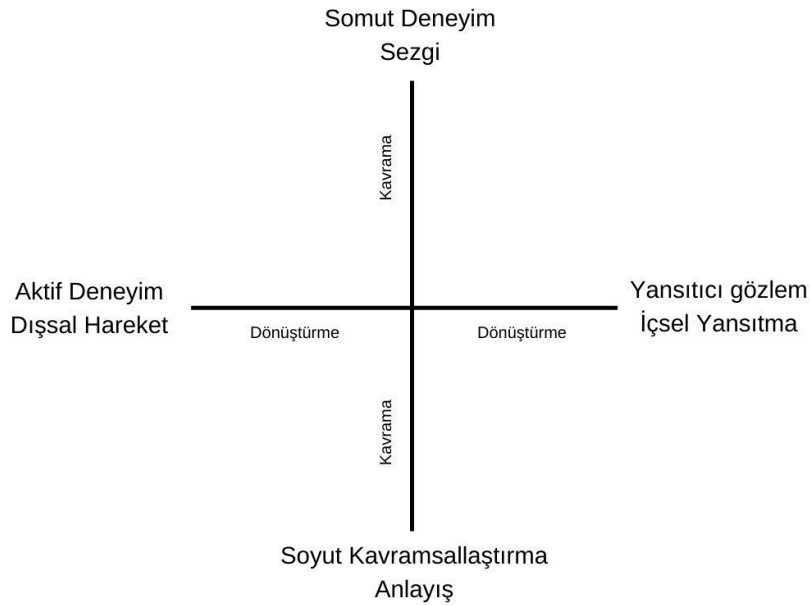 Somut Deneyim
Sezgi
Kavrama
Aktif Deneyim
Dışsal Hareket
Yansıtıcı gözlem
İçsel Yansıtma
Dönüştürme
Dönüştürme
Kavrama
Soyut Kavramsallaştırma
Anlayış